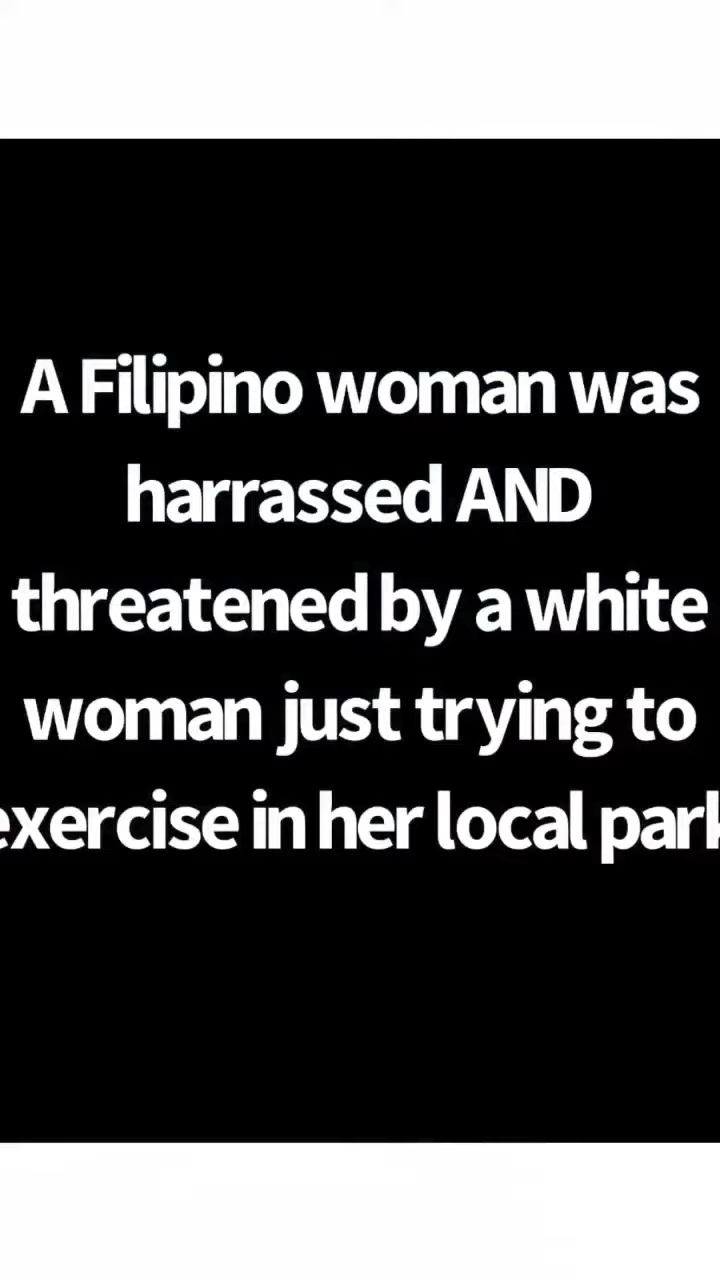 A Filipino woman was
harrassed AND
threatened by a white
woman just trying to
exercise in her local park